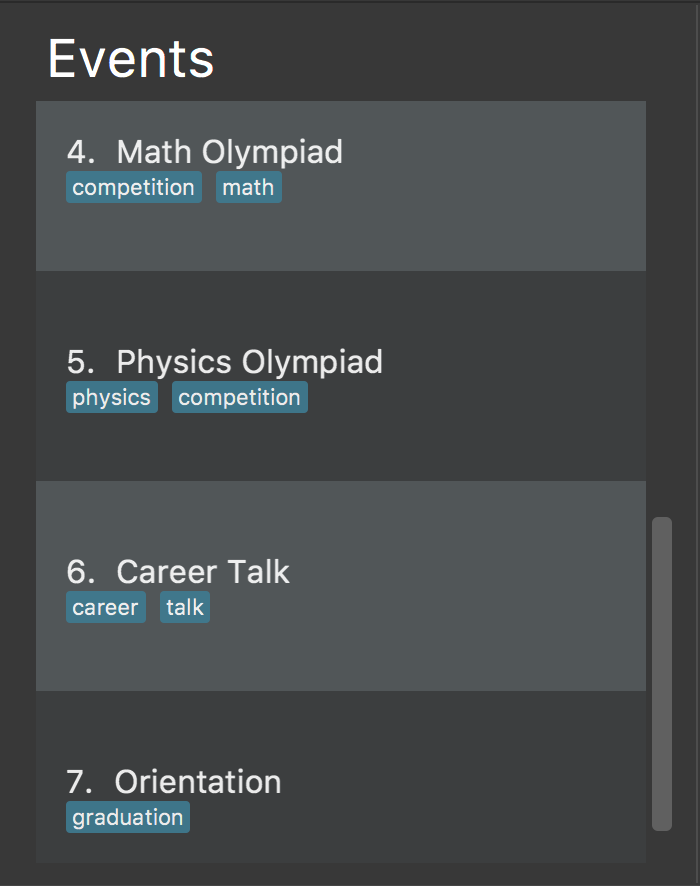 Events
4. Math Olympiad
competition math
5. Physics Olympiad
physics competition
6. Career Talk
career talk
7. Orientation
graduation